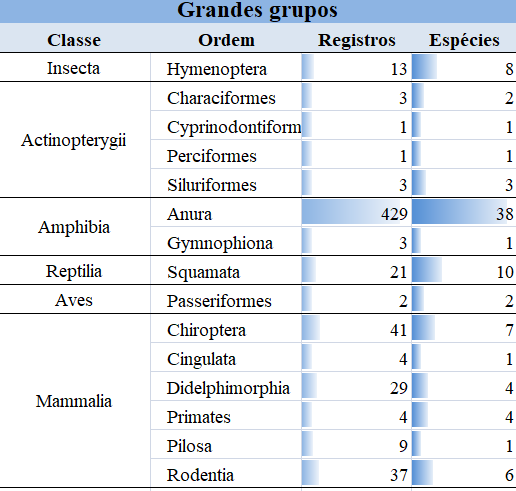 Grandes grupos
Classe Ordem Registros Espécies
Insecta Hymenoptera 13 8
Actinopterygii Characiformes 3 2
Cyprinodontiform 1 1
Perciformes 1 1
Siluriformes 3 3
Amphibia Anura 429 38
Gymnophiona 3 1
Reptilia Squamata 21 10
Aves Passeriformes 2 2
Mammalia Chiroptera 41 7
Cingulata 4 1
Didelphimorphia 29 4
Primates 4 4
Pilosa 9 1
Rodentia 37 6